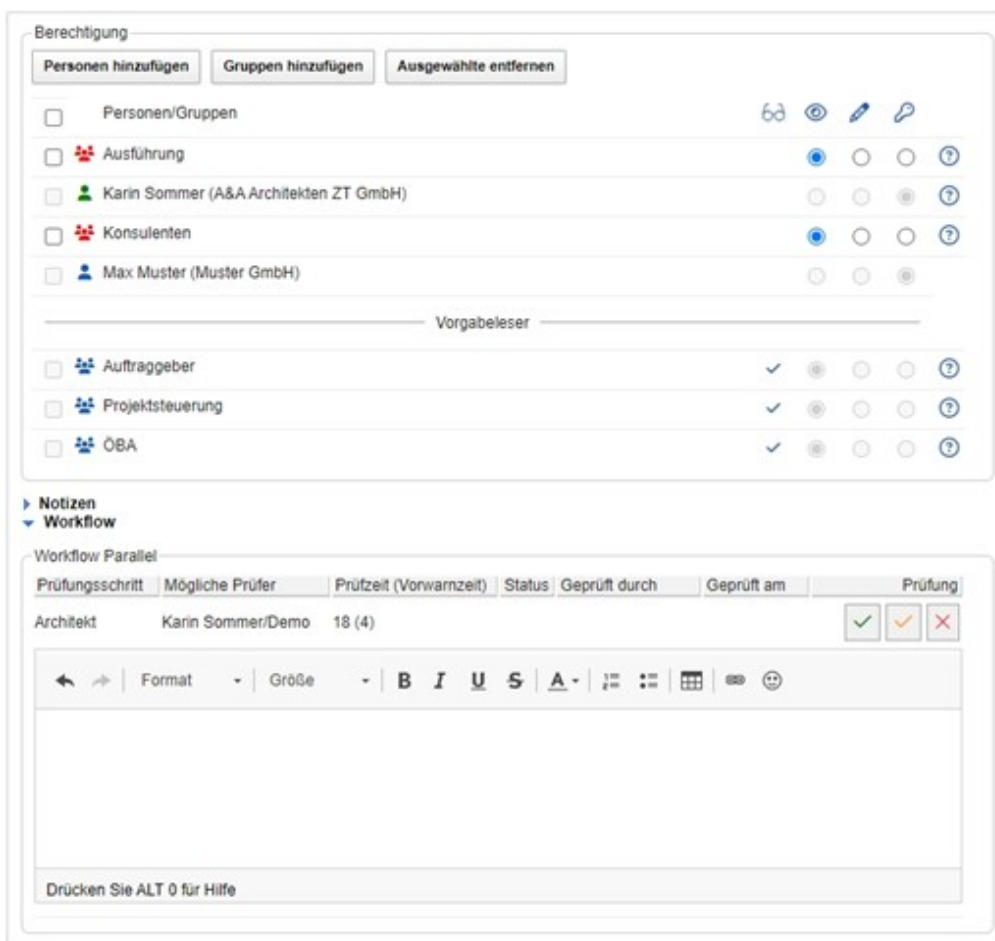 Berechtigung
Personen hinzufügen Gruppen hinzufügen Ausgewählte entfernen
Personen/Gruppen
Ausführung
Karin Sommer (A&A Architekten ZT GmbH)
Konsulenten
Max Muster (Muster GmbH)
Vorgabeleser
Auftraggeber
Projektsteuerung
ÖBA
Notizen
Workflow
Workflow Parallel
Prüfungsschritt Mögliche Prüfer Prüfzeit (Vorwarnzeit) Status Geprüft durch Geprüft am Prüfung
Architekt Karin Sommer/Demo 18 (4)
Format Größe B I U S A
Drücken Sie ALT 0 für Hilfe